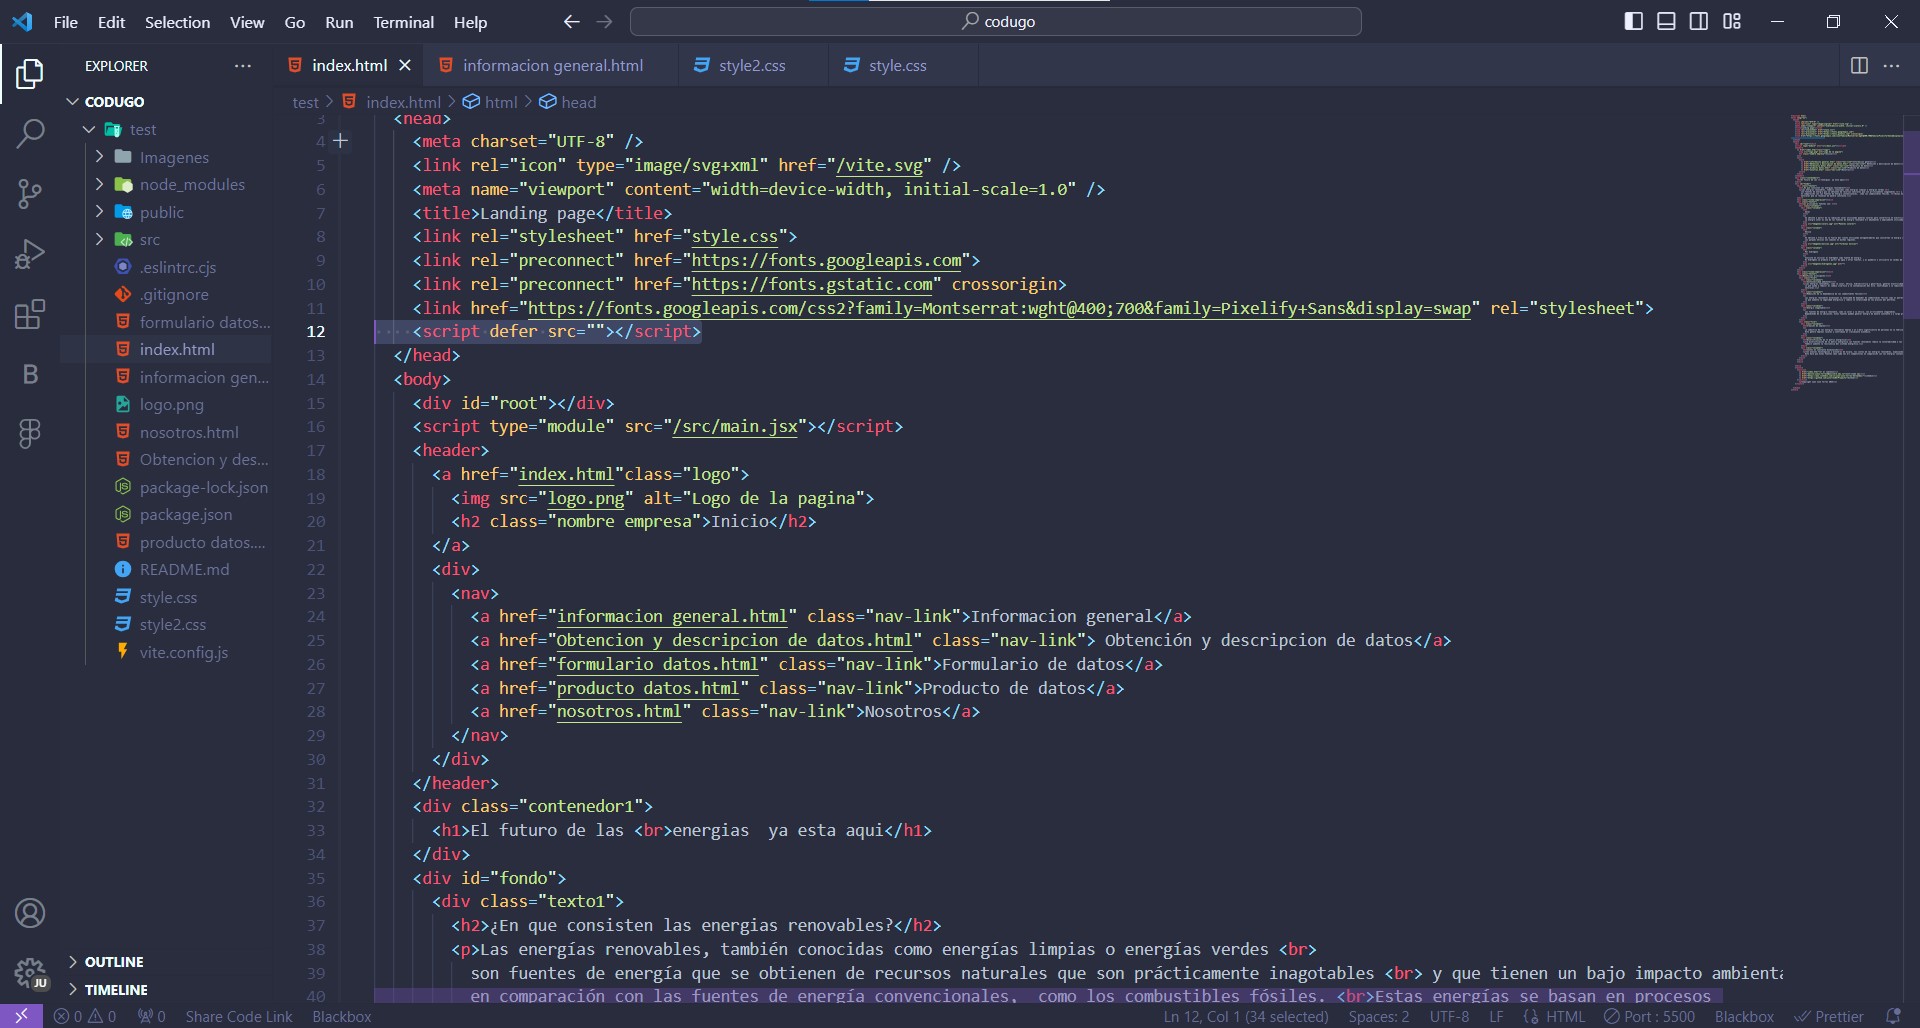 File Edit Selection View Go Run Terminal Help
codugo
EXPLORER
index.html
informacion general.html
style2.css
style.css
CODUGO
test
Imagenes
node_modules
public
src
.eslintrc.cjs
.gitignore
formulario datos...
index.html
informacion gen...
logo.png
nosotros.html
Obtencion y des...
package-lock.json
package.json
producto datos....
README.md
style.css
style2.css
vite.config.js
OUTLINE
TIMELINE
test > index.html > html > head
3 <head>
4 <meta charset="UTF-8" />
5 <link rel="icon" type="image/svg+xml" href="/vite.svg" />
6 <meta name="viewport" content="width=device-width, initial-scale=1.0" />
7 <title>Landing page</title>
8 <link rel="stylesheet" href="style.css">
9 <link rel="preconnect" href="https://fonts.googleapis.com">
10 <link rel="preconnect" href="https://fonts.gstatic.com" crossorigin>
11 <link href="https://fonts.googleapis.com/css2?family=Montserrat:wght@400;700&family=Pixelify+Sans&display=swap" rel="stylesheet">
12 <script defer src=""></script>
13 </head>
14 <body>
15 <div id="root"></div>
16 <script type="module" src="/src/main.jsx"></script>
17 <header>
18 <a href="index.html"class="logo">
19 <img src="logo.png" alt="Logo de la pagina">
20 <h2 class="nombre empresa">Inicio</h2>
21 </a>
22 <div>
23 <nav>
24 <a href="informacion general.html" class="nav-link">Informacion general</a>
25 <a href="Obtencion y descripcion de datos.html" class="nav-link"> Obtención y descripcion de datos</a>
26 <a href="formulario datos.html" class="nav-link">Formulario de datos</a>
27 <a href="producto datos.html" class="nav-link">Producto de datos</a>
28 <a href="nosotros.html" class="nav-link">Nosotros</a>
29 </nav>
30 </div>
31 </header>
32 <div class="contenedor1">
33 <h1>El futuro de las <br>energias  ya esta aqui</h1>
34 </div>
35 <div id="fondo">
36 <div class="texto1">
37 <h2>¿En que consisten las energias renovables?</h2>
38 <p>Las energías renovables, también conocidas como energías limpias o energías verdes <br>
39 son fuentes de energía que se obtienen de recursos naturales que son prácticamente inagotables <br> y que tienen un bajo impacto ambienta
40 en comparación con las fuentes de energía convencionales,  como los combustibles fósiles. <br>Estas energías se basan en procesos
JU
0 0 0 Share Code Link Blackbox
Ln 12, Col 1 (34 selected) Spaces: 2 UTF-8 LF HTML Port : 5500 Blackbox Prettier